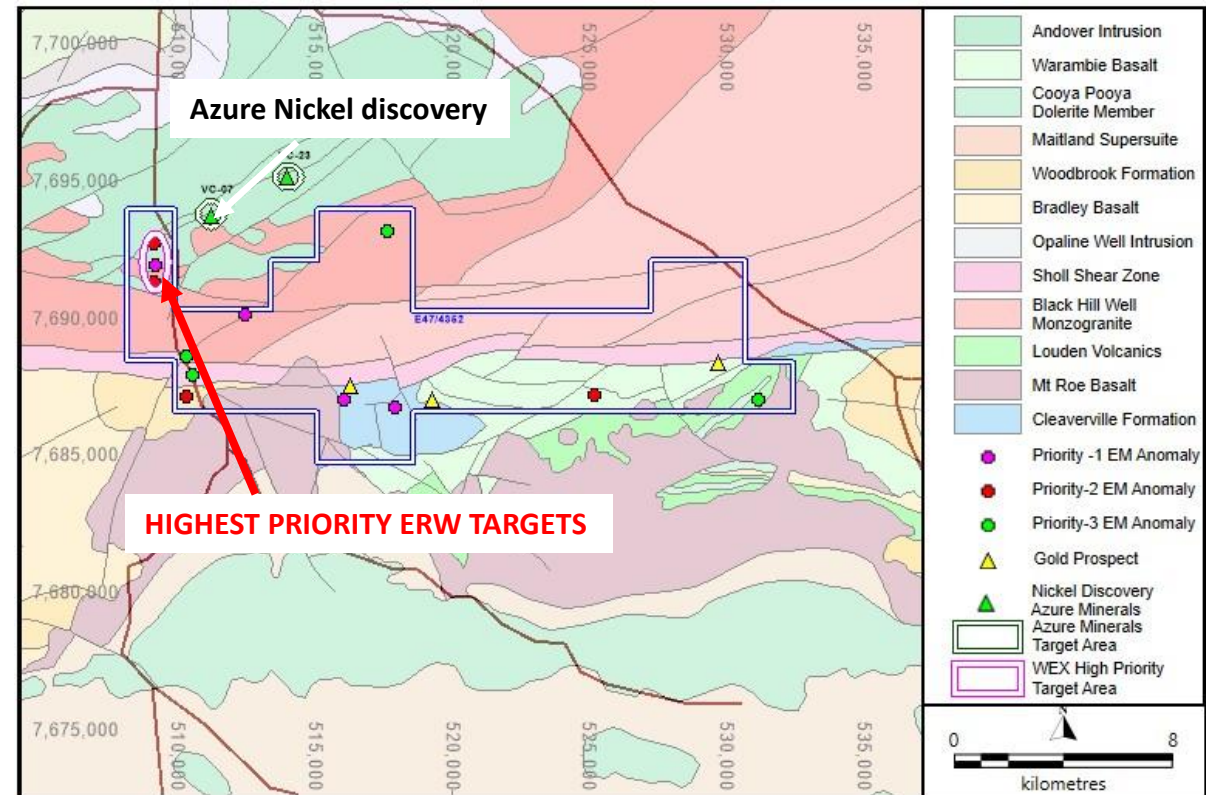 510,000
515,000
520,000
525,000
530,000
535,000
7,700,000
Azure Nickel discovery
7,695,000
VC-07
7,690,000
E47/4352
7,685,000
HIGHEST PRIORITY ERW TARGETS
7,680,000
7,675,000
510,000
515,000
520,000
525,000
530,000
535,000
Andover Intrusion
Warambie Basalt
Cooya Pooya
Dolerite Member
Maitland Supersuite
Woodbrook Formation
Bradley Basalt
Opaline Well Intrusion
Sholl Shear Zone
Black Hill Well
Monzogranite
Louden Volcanics
Mt Roe Basalt
Cleaverville Formation
Priority -1 EM Anomaly
Priority-2 EM Anomaly
Priority-3 EM Anomaly
Gold Prospect
Nickel Discovery
Azure Minerals
Azure Minerals
Target Area
WEX High Priority
Target Area
N
0 8
kilometres